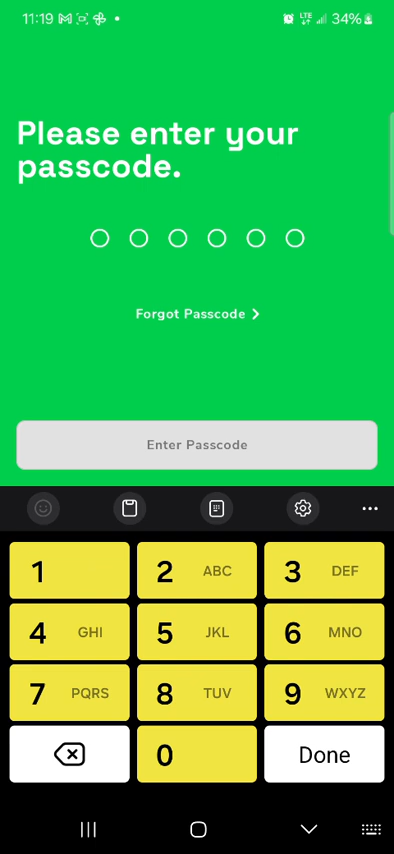 11:19 LTE 34%
Please enter your
passcode.
Forgot Passcode
Enter Passcode
1 2 ABC 3 DEF
4 GHI 5 JKL 6 MNO
7 PQRS 8 TUV 9 WXYZ
0 Done